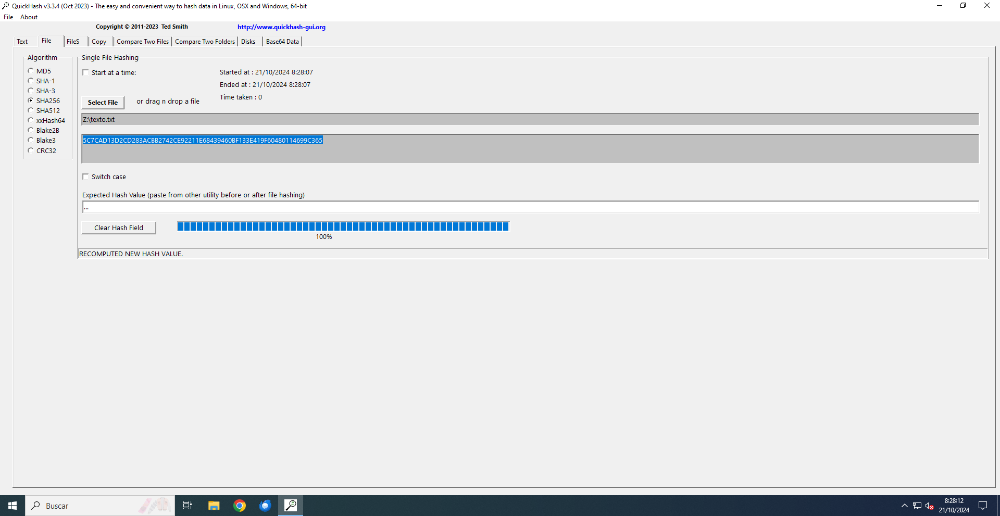 QuickHash v3.3.4 (Oct 2023) - The easy and convenient way to hash data in Linux, OSX and Windows, 64-bit
File About
Copyright © 2011-2023 Ted Smith http://www.quickhash-gui.org
Text File FileS Copy Compare Two Files Compare Two Folders Disks Base64 Data
Algorithm
MD5
SHA-1
SHA-3
SHA256
SHA512
xxHash64
Blake2B
Blake3
CRC32
Single File Hashing
Start at a time:
Started at : 21/10/2024 8:28:07
Ended at : 21/10/2024 8:28:07
Time taken : 0
Select File or drag n drop a file
Z:\texto.txt
5C7CAD13D2CD283ACBB2742CE92211E68439460BF133E419F60480114699C365
Switch case
Expected Hash Value (paste from other utility before or after file hashing)
...
Clear Hash Field
100%
RECOMPUTED NEW HASH VALUE.
Buscar
8:28:12
21/10/2024